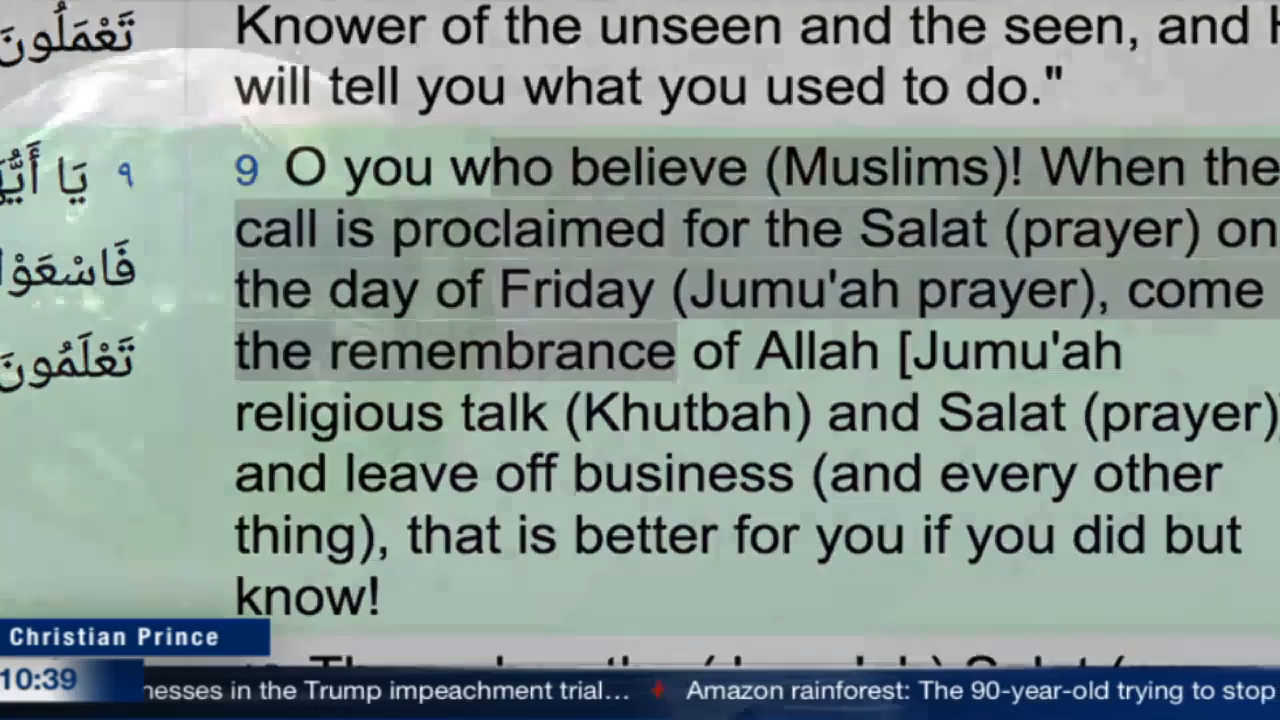 تَعْمَلُونَ
Knower of the unseen and the seen, and
will tell you what you used to do."
٩ يَا
9 O you who believe (Muslims)! When the
call is proclaimed for the Salat (prayer) on
فَاسْعَوْا
the day of Friday (Jumu'ah prayer), come
تَعْلَمُونَ
the remembrance of Allah [Jumu'ah
religious talk (Khutbah) and Salat (prayer)
and leave off business (and every other
thing), that is better for you if you did but
know!
Christian Prince
10:39
nesses in the Trump impeachment trial... Amazon rainforest: The 90-year-old trying to stop